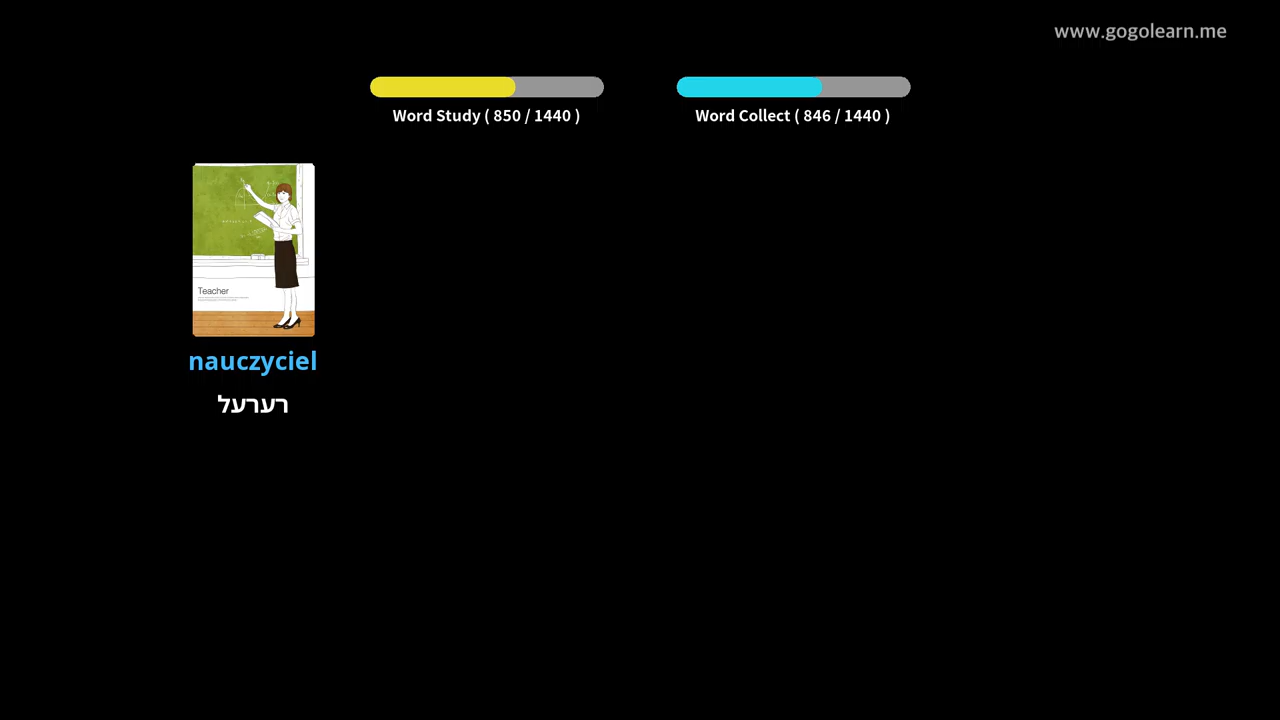 www.gogolearn.me
Word Study ( 850 / 1440 )
Word Collect ( 846 / 1440 )
Teacher
nauczyciel
רערעל